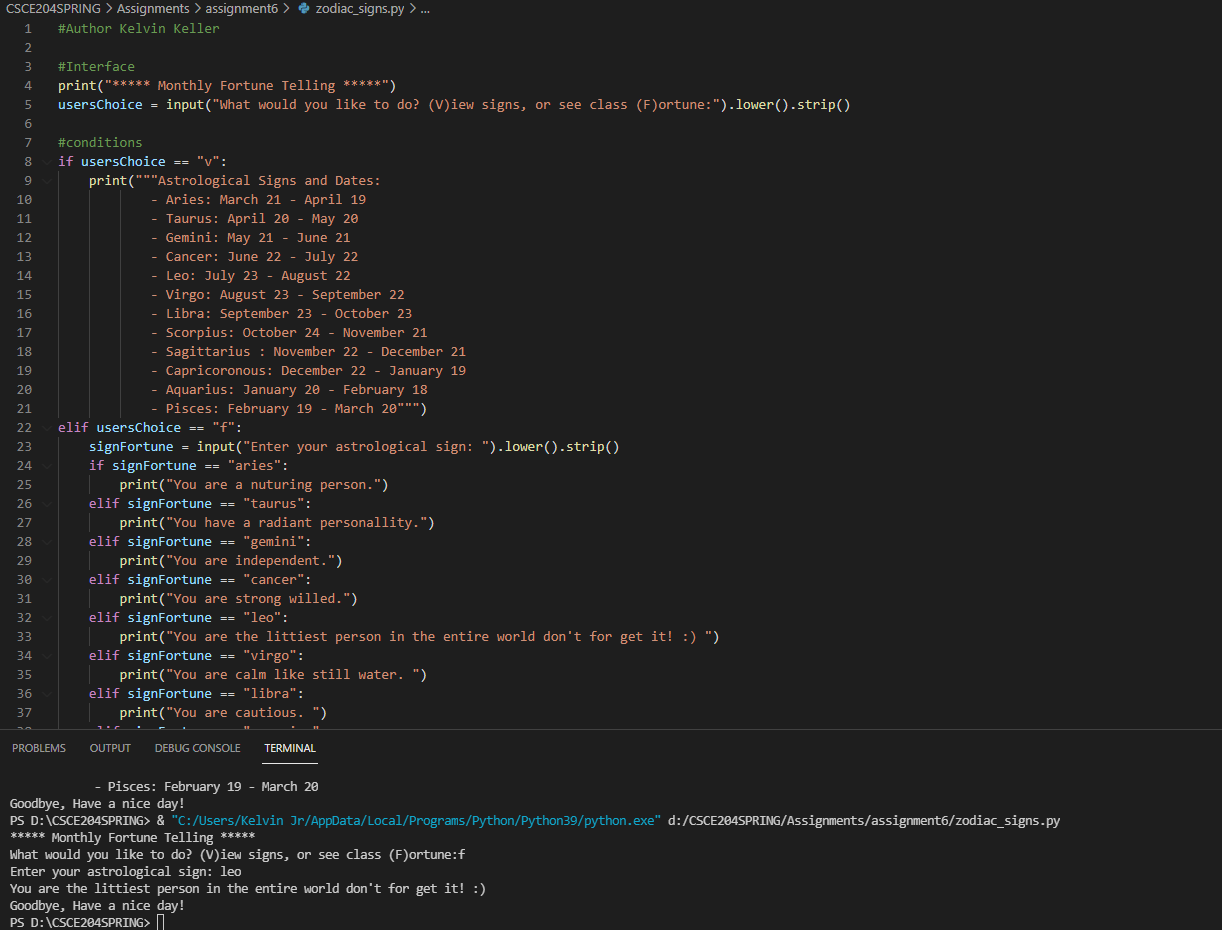 CSCE204SPRING > Assignments > assignment6 > zodiac_signs.py > ...
1 #Author Kelvin Keller
2
3 #Interface
4 print("***** Monthly Fortune Telling *****")
5 usersChoice = input("What would you like to do? (V)iew signs, or see class (F)ortune:").lower().strip()
6
7 #conditions
8 if usersChoice == "v":
9 print("""Astrological Signs and Dates:
10 - Aries: March 21 - April 19
11 - Taurus: April 20 - May 20
12 - Gemini: May 21 - June 21
13 - Cancer: June 22 - July 22
14 - Leo: July 23 - August 22
15 - Virgo: August 23 - September 22
16 - Libra: September 23 - October 23
17 - Scorpius: October 24 - November 21
18 - Sagittarius : November 22 - December 21
19 - Capricoronous: December 22 - January 19
20 - Aquarius: January 20 - February 18
21 - Pisces: February 19 - March 20""")
22 elif usersChoice == "f":
23 signFortune = input("Enter your astrological sign: ").lower().strip()
24 if signFortune == "aries":
25 print("You are a nuturing person.")
26 elif signFortune == "taurus":
27 print("You have a radiant personallity.")
28 elif signFortune == "gemini":
29 print("You are independent.")
30 elif signFortune == "cancer":
31 print("You are strong willed.")
32 elif signFortune == "leo":
33 print("You are the littiest person in the entire world don't for get it! :) ")
34 elif signFortune == "virgo":
35 print("You are calm like still water. ")
36 elif signFortune == "libra":
37 print("You are cautious. ")
PROBLEMS OUTPUT DEBUG CONSOLE TERMINAL
- Pisces: February 19 - March 20
Goodbye, Have a nice day!
PS D:\CSCE204SPRING> & "C:/Users/Kelvin Jr/AppData/Local/Programs/Python/Python39/python.exe" d:/CSCE204SPRING/Assignments/assignment6/zodiac_signs.py
***** Monthly Fortune Telling *****
What would you like to do? (V)iew signs, or see class (F)ortune:f
Enter your astrological sign: leo
You are the littiest person in the entire world don't for get it! :)
Goodbye, Have a nice day!
PS D:\CSCE204SPRING>